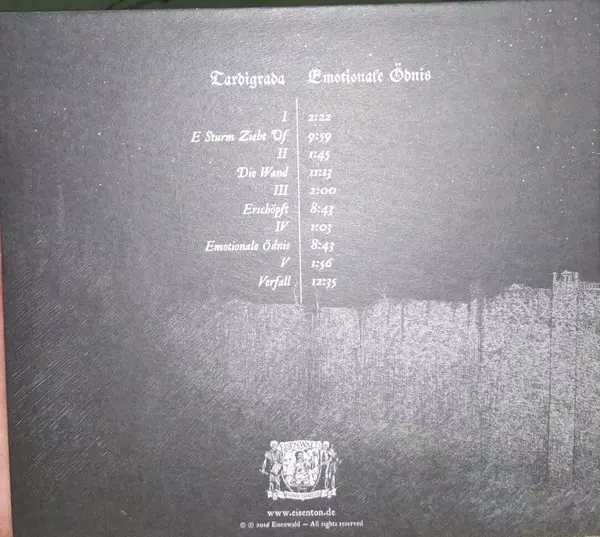 Tardigrada Emotionale Ödnis
I 2:22
E Sturm Zieht Uf 9:59
II 1:45
Die Wand 11:13
III 2:00
Erschöpft 8:43
IV 1:03
Emotionale Ödnis 8:43
V 1:56
Verfall 12:35
EISENWALD
www.eisenton.de
℗ © 2018 Eisenwald – All rights reserved